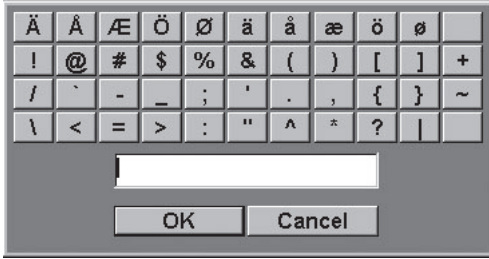 Ä Å Æ Ö Ø ä å æ ö ø
! @ # $ % & ( ) [ ] +
/ ` - _ ; ' . , { } ~
\ < = > : " ^ * ? |
OK Cancel